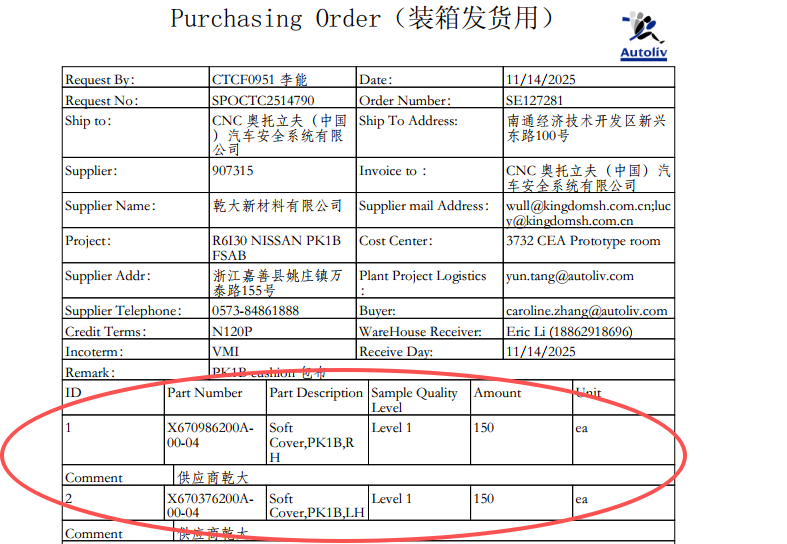 Purchasing Order（装箱发货用）
Autoliv
Request By： CTCF0951 李能 Date： 11/14/2025
Request No： SPOCTC2514790 Order Number： SE127281
Ship to： CNC 奥托立夫（中国）汽车安全系统有限公司 Ship To Address: 南通经济技术开发区新兴东路100号
Supplier： 907315 Invoice to： CNC 奥托立夫（中国）汽车安全系统有限公司
Supplier Name： 乾大新材料有限公司 Supplier mail Address： wull@kingdomsh.com.cn;lucy@kingdomsh.com.cn
Project： R6I30 NISSAN PK1B FSAB Cost Center： 3732 CEA Prototype room
Supplier Addr： 浙江嘉善县姚庄镇万泰路155号 Plant Project Logistics： yun.tang@autoliv.com
Supplier Telephone： 0573-84861888 Buyer: caroline.zhang@autoliv.com
Credit Terms： N120P WareHouse Receiver: Eric Li (18862918696)
Incoterm： VMI Receive Day: 11/14/2025
Remark： PK1B cushion 包布
ID Part Number Part Description Sample Quality Level Amount Unit
1 X670986200A-00-04 Soft Cover,PK1B,RH Level 1 150 ea
Comment 供应商乾大
2 X670376200A-00-04 Soft Cover,PK1B,LH Level 1 150 ea
Comment 供应商乾大